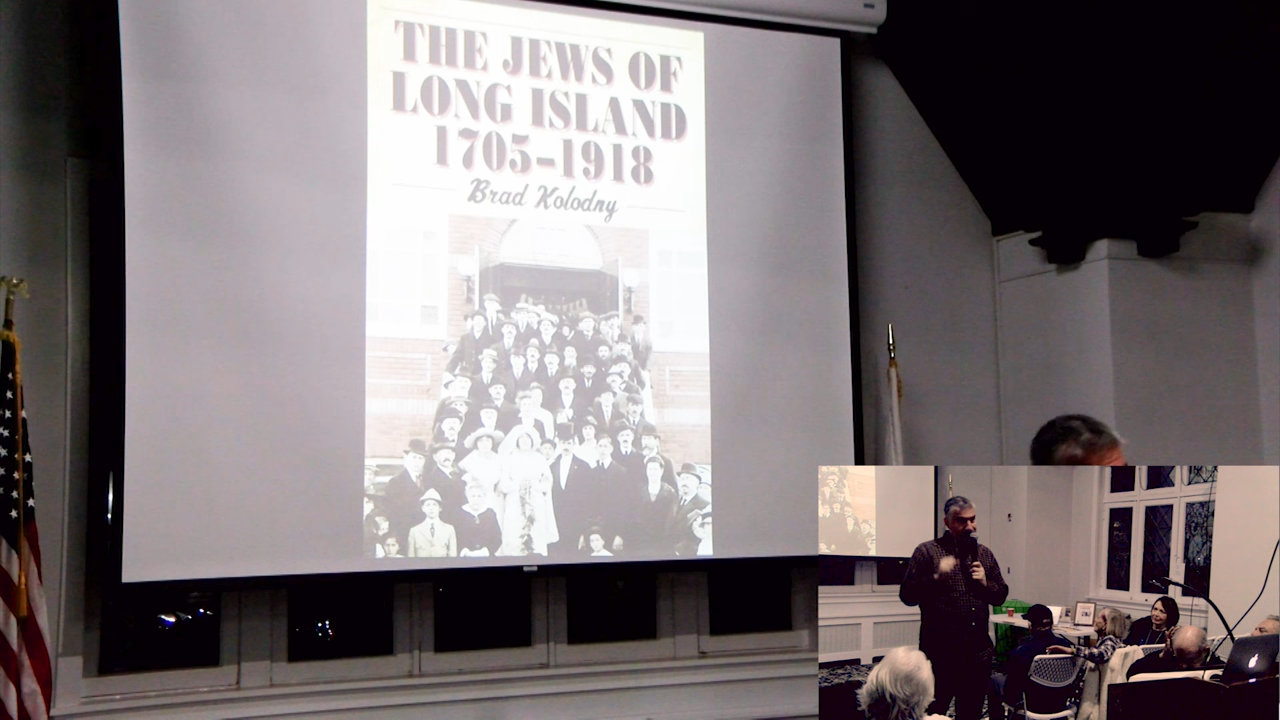 THE JEWS OF
LONG ISLAND
1705–1918
Brad Kolodny